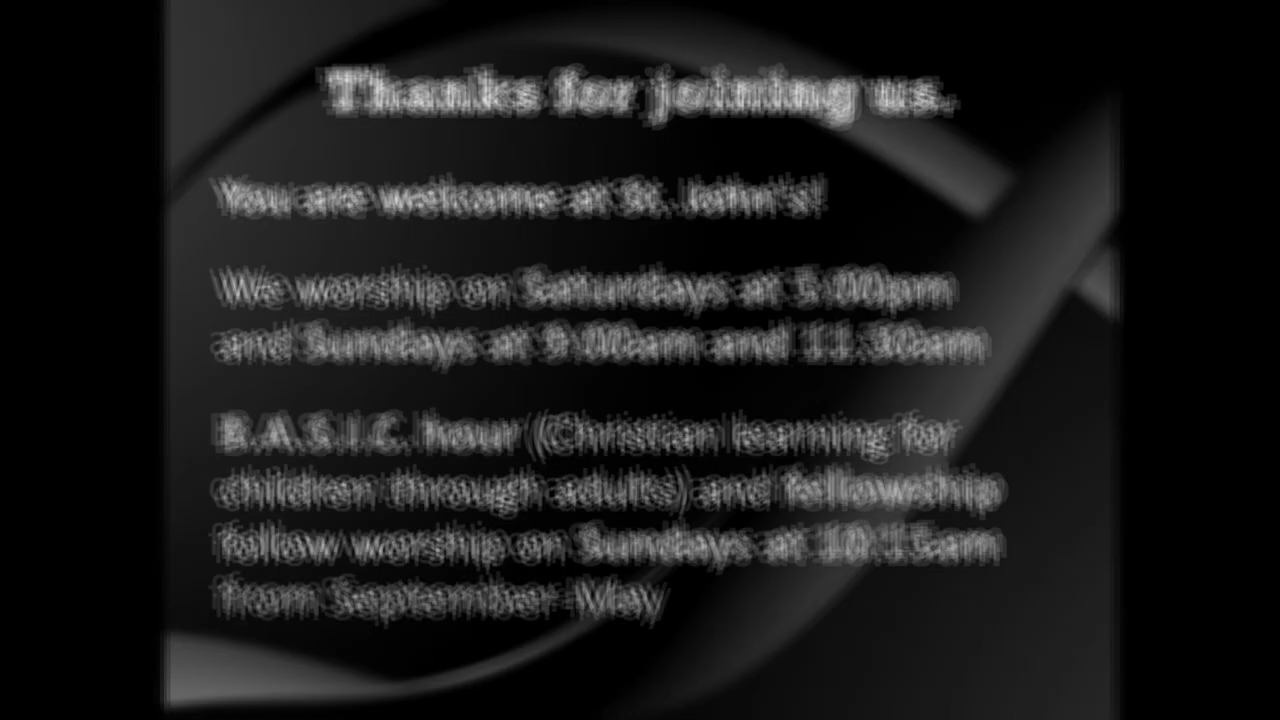 Thanks for joining us.
You are welcome at St. John's!
We worship on Saturdays at 5:00pm
and Sundays at 9:00am and 11:30am
B.A.S.I.C. hour (Christian learning for
children through adults) and fellowship
follow worship on Sundays at 10:15am
from September-May